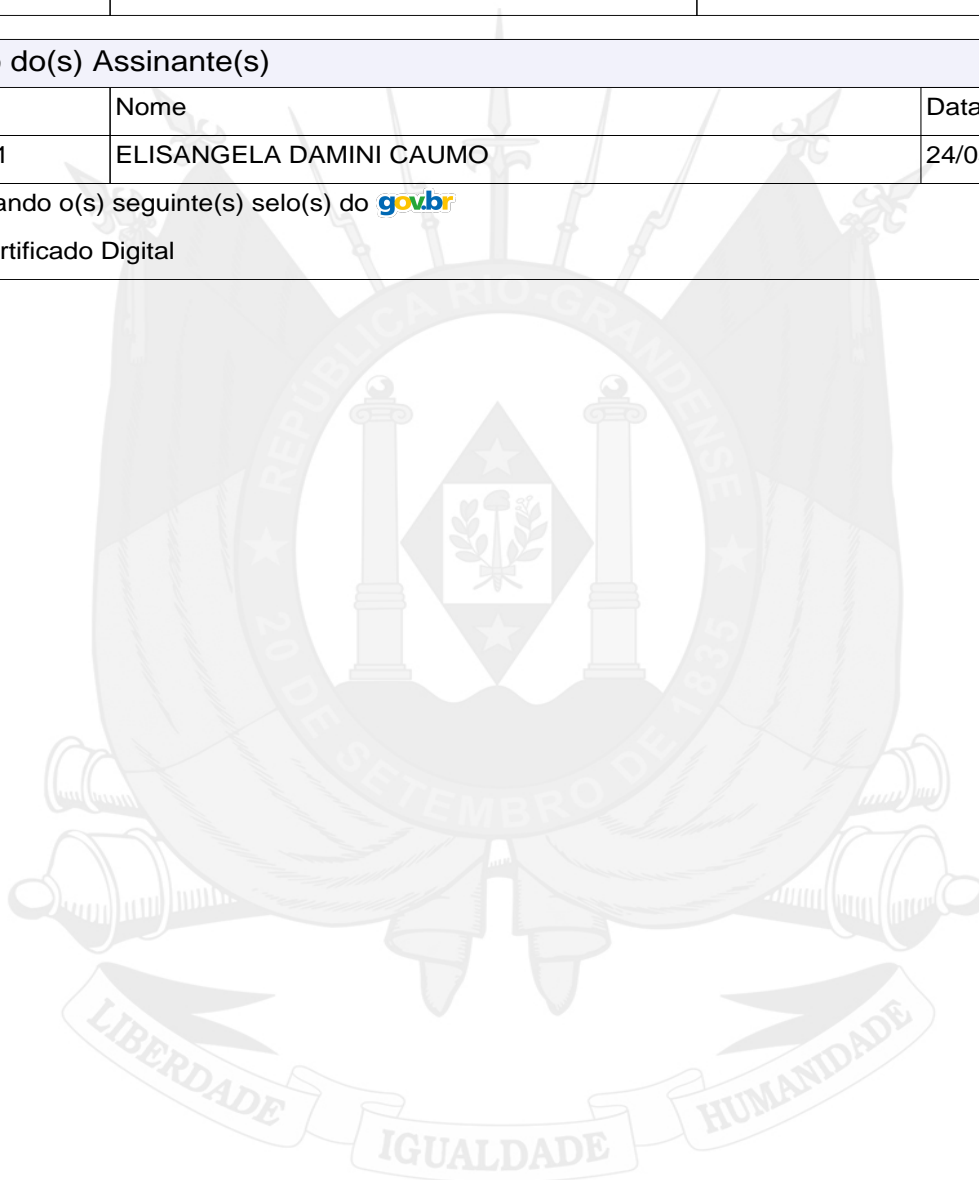 do(s) Assinante(s)
Nome Data
1 ELISANGELA DAMINI CAUMO 24/0
ando o(s) seguinte(s) selo(s) do gov.br
rtificado Digital
REPÚBLICA RIO-GRANDENSE
★ 20 DE SETEMBRO DE 1835 ★
LIBERDADE IGUALDADE HUMANIDADE